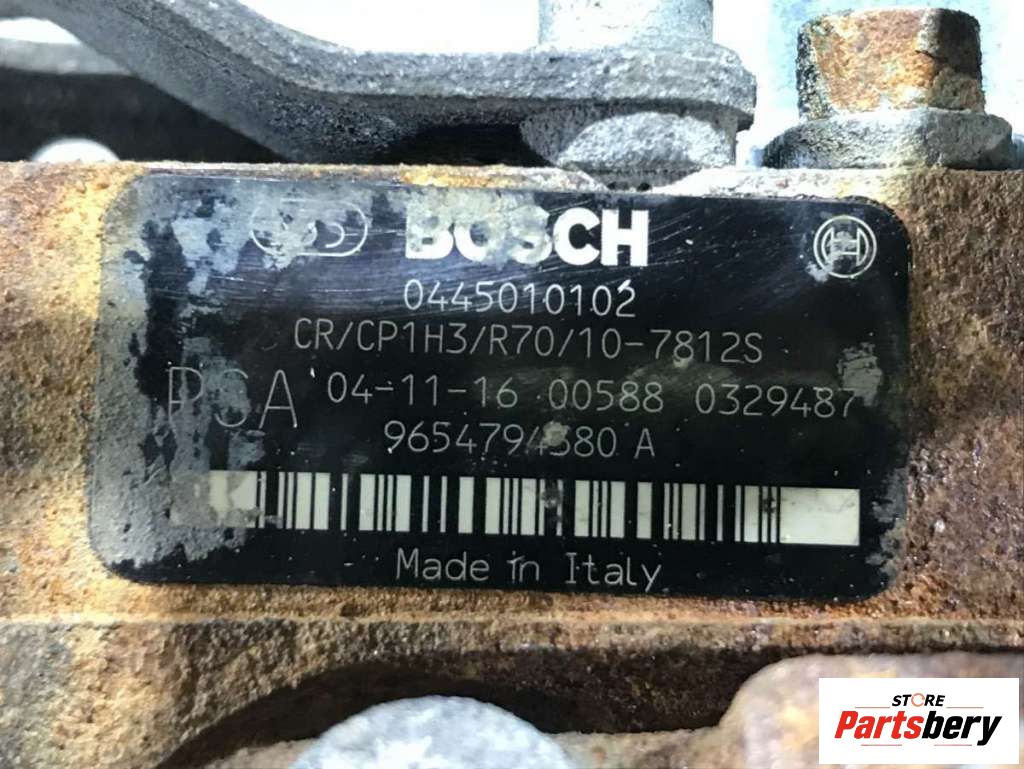 BOSCH
0445010102
CR/CP1H3/R70/10-7812S
PSA 04-11-16 00588 0329487
9654794380 A
Made in Italy
STORE
Partsbery